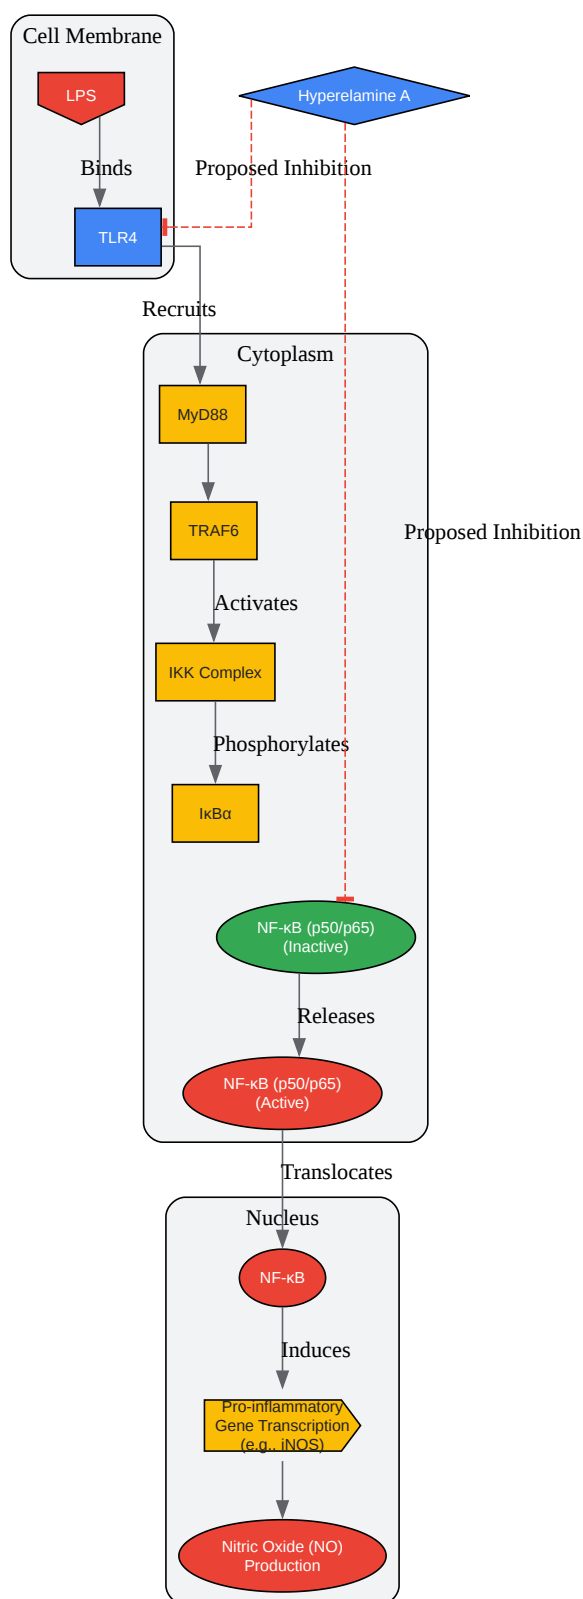 Cell Membrane
LPS
Hyperelamine A
Binds
Proposed Inhibition
TLR4
Recruits
Cytoplasm
MyD88
TRAF6
Proposed Inhibition
Activates
IKK Complex
Phosphorylates
IκBα
NF-κB (p50/p65)
(Inactive)
Releases
NF-κB (p50/p65)
(Active)
Translocates
Nucleus
NF-κB
Induces
Pro-inflammatory
Gene Transcription
(e.g., iNOS)
Nitric Oxide (NO)
Production